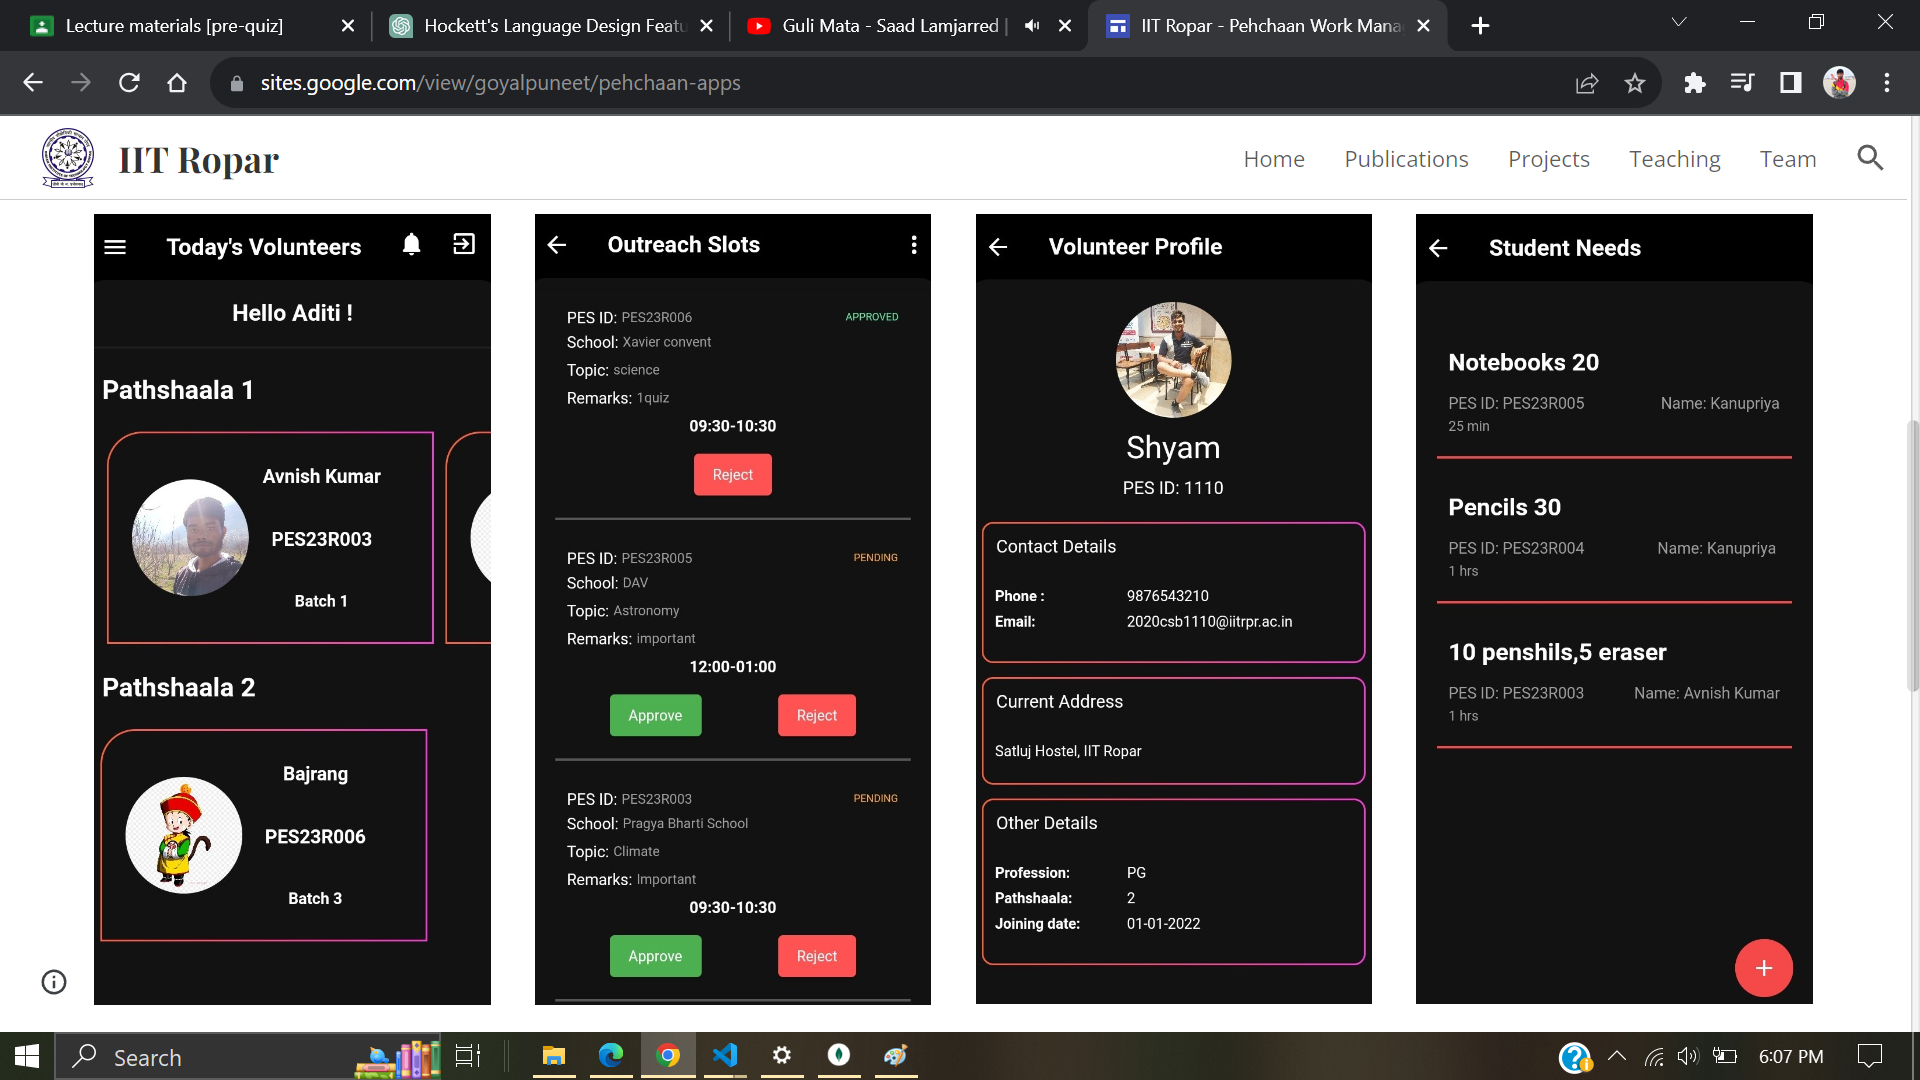 Lecture materials [pre-quiz]
Hockett's Language Design Featu
Guli Mata - Saad Lamjarred |
IIT Ropar - Pehchaan Work Mana
sites.google.com/view/goyalpuneet/pehchaan-apps
IIT Ropar
Home
Publications
Projects
Teaching
Team
Today's Volunteers
Hello Aditi !
Pathshaala 1
Avnish Kumar
PES23R003
Batch 1
Pathshaala 2
Bajrang
PES23R006
Batch 3
Outreach Slots
PES ID: PES23R006
APPROVED
School: Xavier convent
Topic: science
Remarks: 1quiz
09:30-10:30
Reject
PES ID: PES23R005
PENDING
School: DAV
Topic: Astronomy
Remarks: important
12:00-01:00
Approve
Reject
PES ID: PES23R003
PENDING
School: Pragya Bharti School
Topic: Climate
Remarks: Important
09:30-10:30
Approve
Reject
Volunteer Profile
Shyam
PES ID: 1110
Contact Details
Phone : 9876543210
Email: 2020csb1110@iitrpr.ac.in
Current Address
Satluj Hostel, IIT Ropar
Other Details
Profession: PG
Pathshaala: 2
Joining date: 01-01-2022
Student Needs
Notebooks 20
PES ID: PES23R005 Name: Kanupriya
25 min
Pencils 30
PES ID: PES23R004 Name: Kanupriya
1 hrs
10 penshils,5 eraser
PES ID: PES23R003 Name: Avnish Kumar
1 hrs
Search
6:07 PM